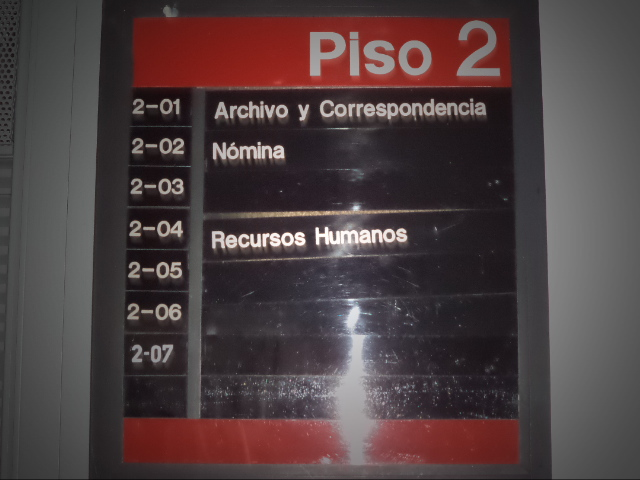 Piso 2
2-01 Archivo y Correspondencia
2-02 Nómina
2-03
2-04 Recursos Humanos
2-05
2-06
2-07